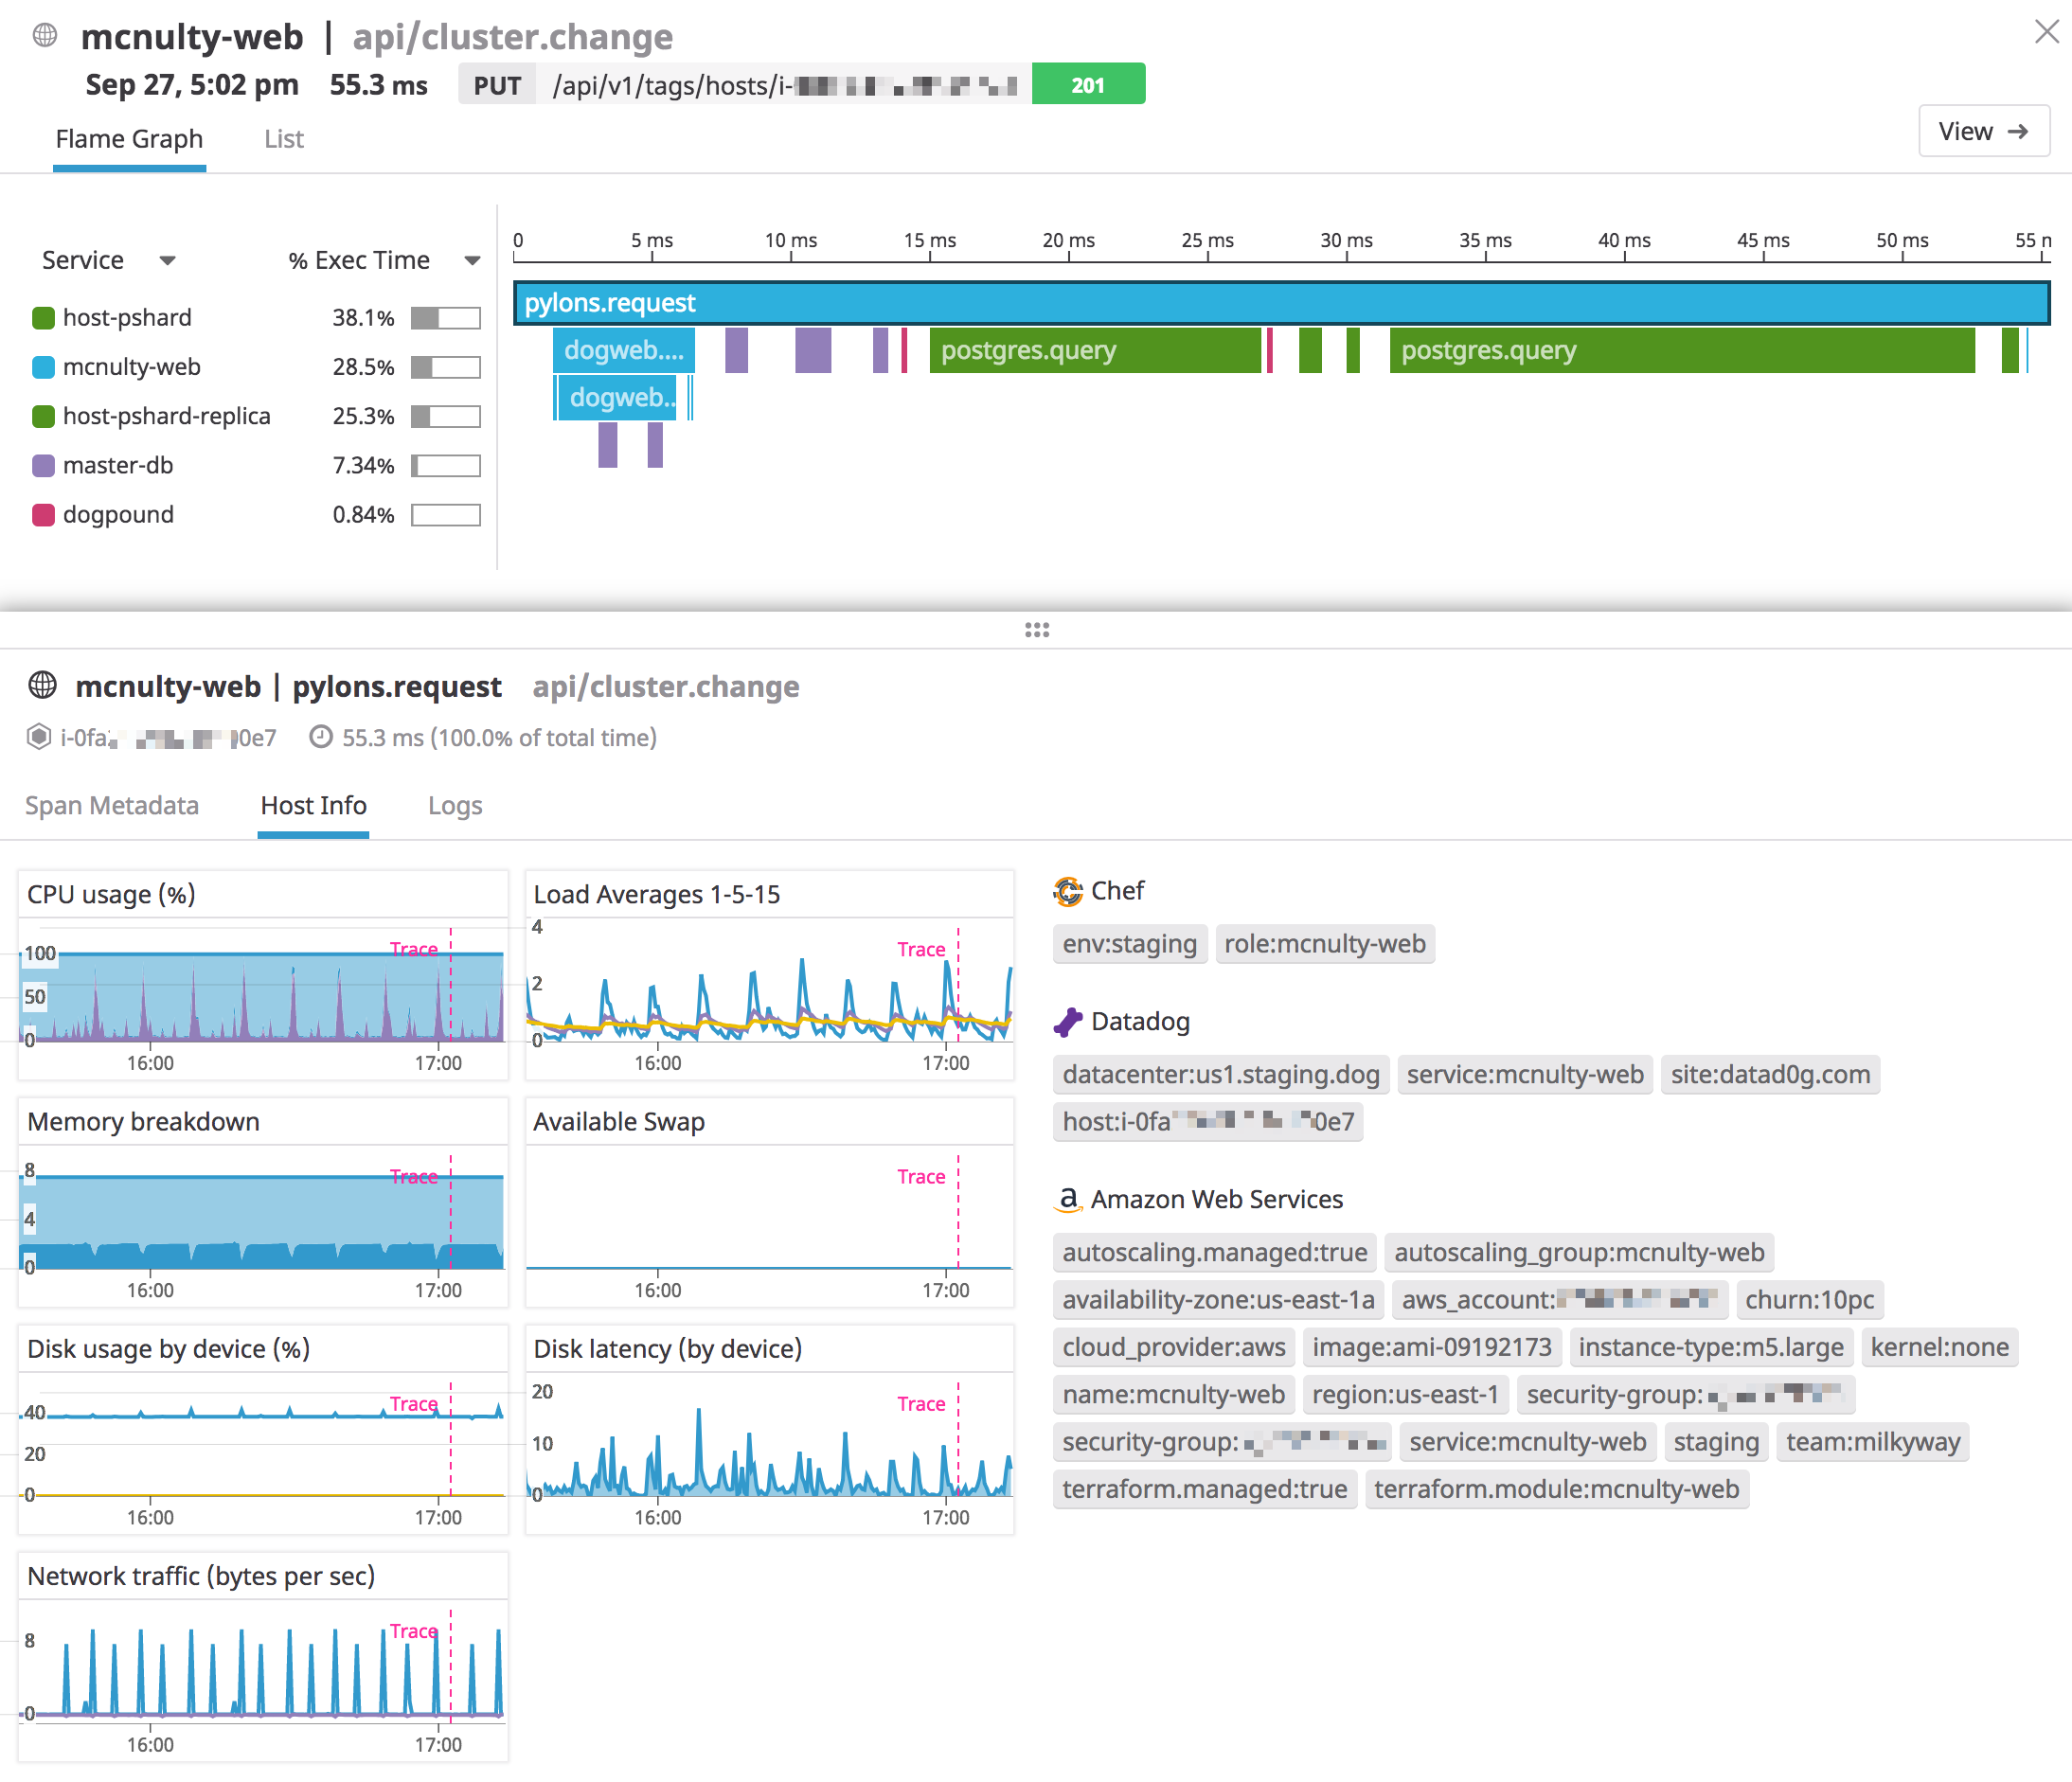 mcnulty-web | api/cluster.change
Sep 27, 5:02 pm 55.3 ms PUT /api/v1/tags/hosts/i- 201
Flame Graph List
View →
Service % Exec Time
host-pshard 38.1%
mcnulty-web 28.5%
host-pshard-replica 25.3%
master-db 7.34%
dogpound 0.84%
0 5 ms 10 ms 15 ms 20 ms 25 ms 30 ms 35 ms 40 ms 45 ms 50 ms 55
pylons.request
dogweb.... postgres.query postgres.query
dogweb..
mcnulty-web | pylons.request api/cluster.change
i-0fa 0e7 55.3 ms (100.0% of total time)
Span Metadata Host Info Logs
CPU usage (%)
100
50
0
Trace
16:00 17:00
Load Averages 1-5-15
4
2
0
Trace
16:00 17:00
Memory breakdown
8
4
0
Trace
16:00 17:00
Available Swap
Trace
16:00 17:00
Disk usage by device (%)
40
20
0
Trace
16:00 17:00
Disk latency (by device)
20
10
0
Trace
16:00 17:00
Network traffic (bytes per sec)
8
0
Trace
16:00 17:00
Chef
env:staging role:mcnulty-web
Datadog
datacenter:us1.staging.dog service:mcnulty-web site:datad0g.com
host:i-0fa 0e7
Amazon Web Services
autoscaling.managed:true autoscaling_group:mcnulty-web
availability-zone:us-east-1a aws_account: churn:10pc
cloud_provider:aws image:ami-09192173 instance-type:m5.large kernel:none
name:mcnulty-web region:us-east-1 security-group:
security-group: service:mcnulty-web staging team:milkyway
terraform.managed:true terraform.module:mcnulty-web